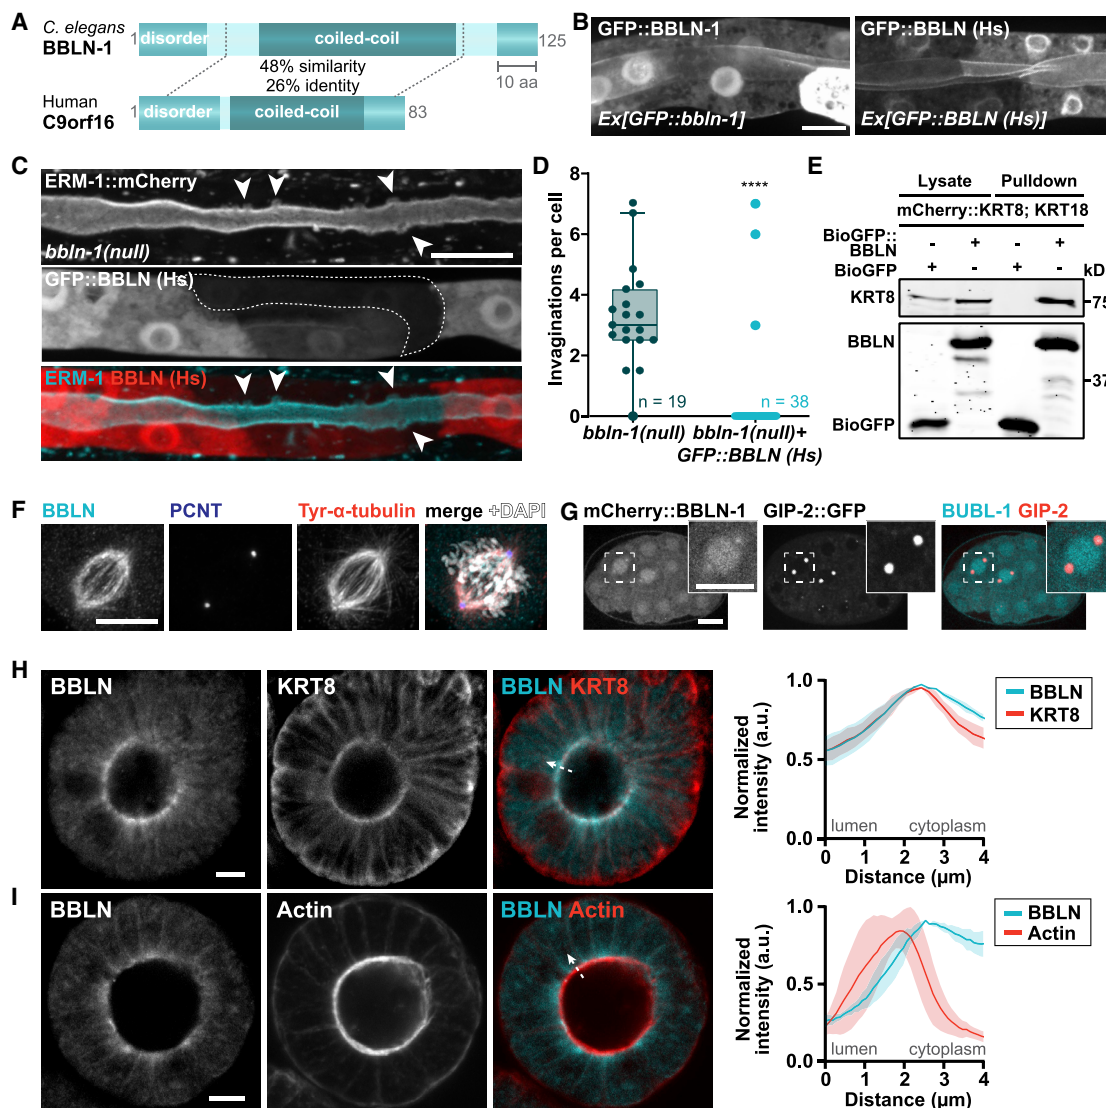 A
C. elegans
BBLN-1
1 disorder coiled-coil 125
48% similarity
26% identity
10 aa
Human
C9orf16
1 disorder coiled-coil 83
B
GFP::BBLN-1
Ex[GFP::bbln-1]
GFP::BBLN (Hs)
Ex[GFP::BBLN (Hs)]
C
ERM-1::mCherry
bbln-1(null)
GFP::BBLN (Hs)
ERM-1 BBLN (Hs)
D
Invaginations per cell
8
6
4
2
0
****
n = 19
n = 38
bbln-1(null)
bbln-1(null)+
GFP::BBLN (Hs)
E
Lysate Pulldown
mCherry::KRT8; KRT18
BioGFP::
BBLN
- + - +
BioGFP + - + -
kD
KRT8
75
BBLN
37
BioGFP
F
BBLN
PCNT
Tyr-α-tubulin
merge +DAPI
G
mCherry::BBLN-1
GIP-2::GFP
BUBL-1 GIP-2
H
BBLN
KRT8
BBLN KRT8
Normalized
intensity (a.u.)
1.0
0.5
0.0
lumen cytoplasm
0 1 2 3 4
Distance (µm)
BBLN
KRT8
I
BBLN
Actin
BBLN Actin
Normalized
intensity (a.u.)
1.0
0.5
0.0
lumen cytoplasm
0 1 2 3 4
Distance (µm)
BBLN
Actin